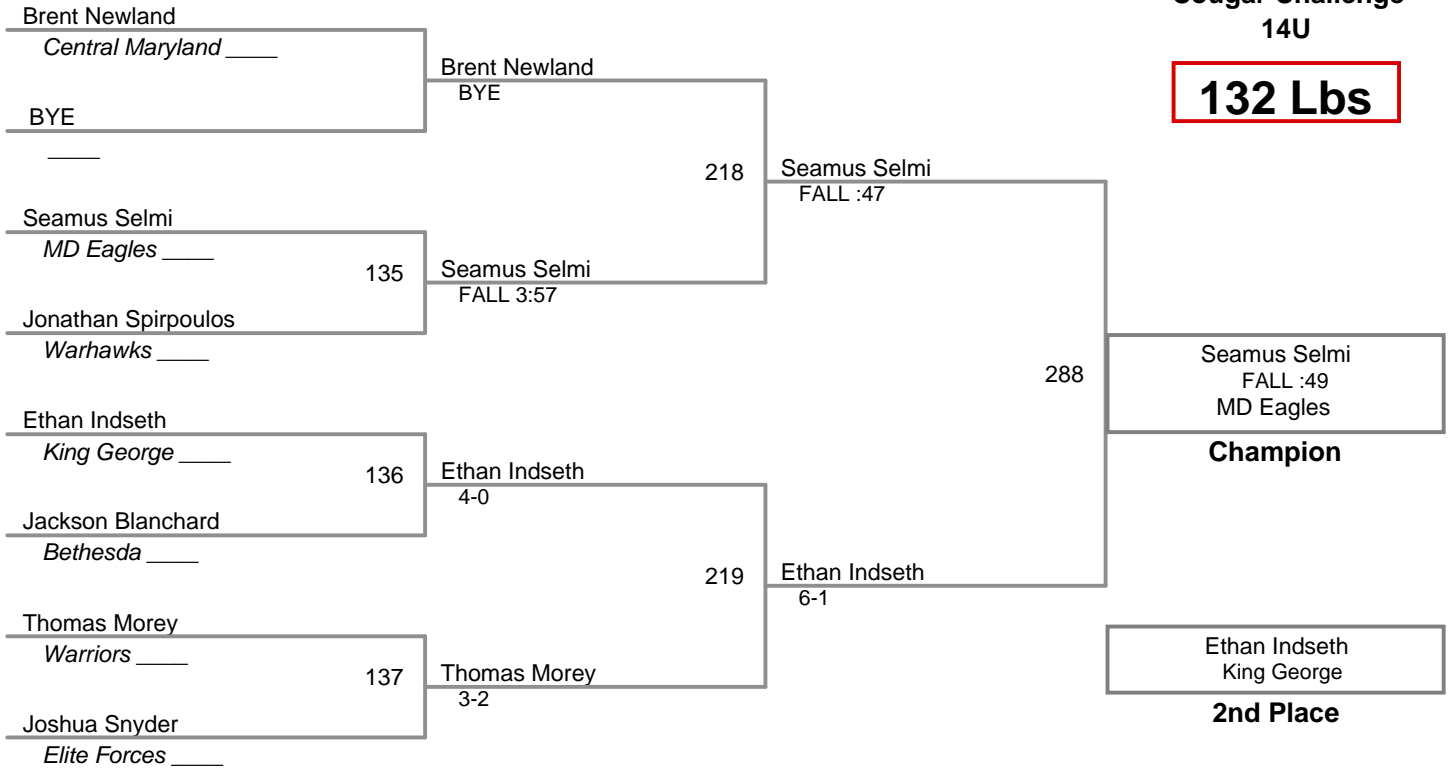 Cougar Challenge
14U
132 Lbs
Brent Newland
Central Maryland ____
BYE
____
Seamus Selmi
MD Eagles ____
Jonathan Spirpoulos
Warhawks ____
Ethan Indseth
King George ____
Jackson Blanchard
Bethesda ____
Thomas Morey
Warriors ____
Joshua Snyder
Elite Forces ____
Brent Newland
BYE
135
Seamus Selmi
FALL 3:57
136
Ethan Indseth
4-0
137
Thomas Morey
3-2
218
Seamus Selmi
FALL :47
219
Ethan Indseth
6-1
288
Seamus Selmi
FALL :49
MD Eagles
Champion
Ethan Indseth
King George
2nd Place